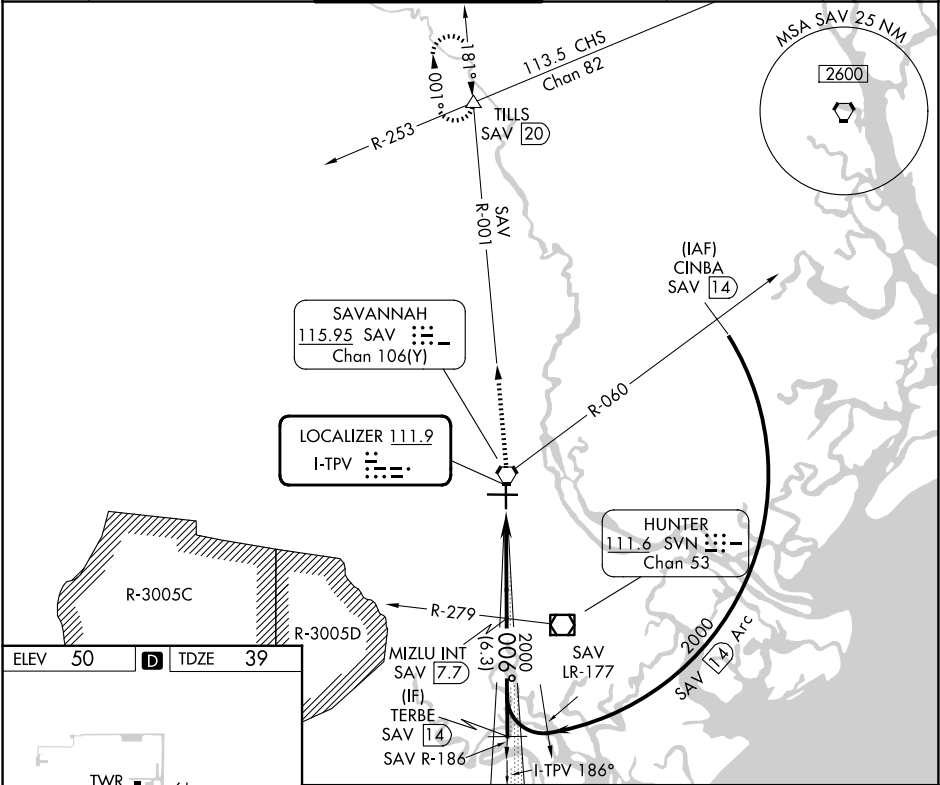 MSA SAV 25 NM
2600
113.5 CHS
Chan 82
181°
001°
TILLS
SAV 20
R-253
SAV
R-001
(IAF)
CINBA
SAV 14
SAVANNAH
115.95 SAV
Chan 106(Y)
R-060
LOCALIZER 111.9
I-TPV
HUNTER
111.6 SVN
Chan 53
R-3005C
R-3005D
R-279
MIZLU INT
SAV 7.7
2000
006°
(6.3)
SAV
LR-177
2000
SAV 14 Arc
(IF)
TERBE
SAV 14
SAV R-186
I-TPV 186°
ELEV 50
D
TDZE 39
TWR